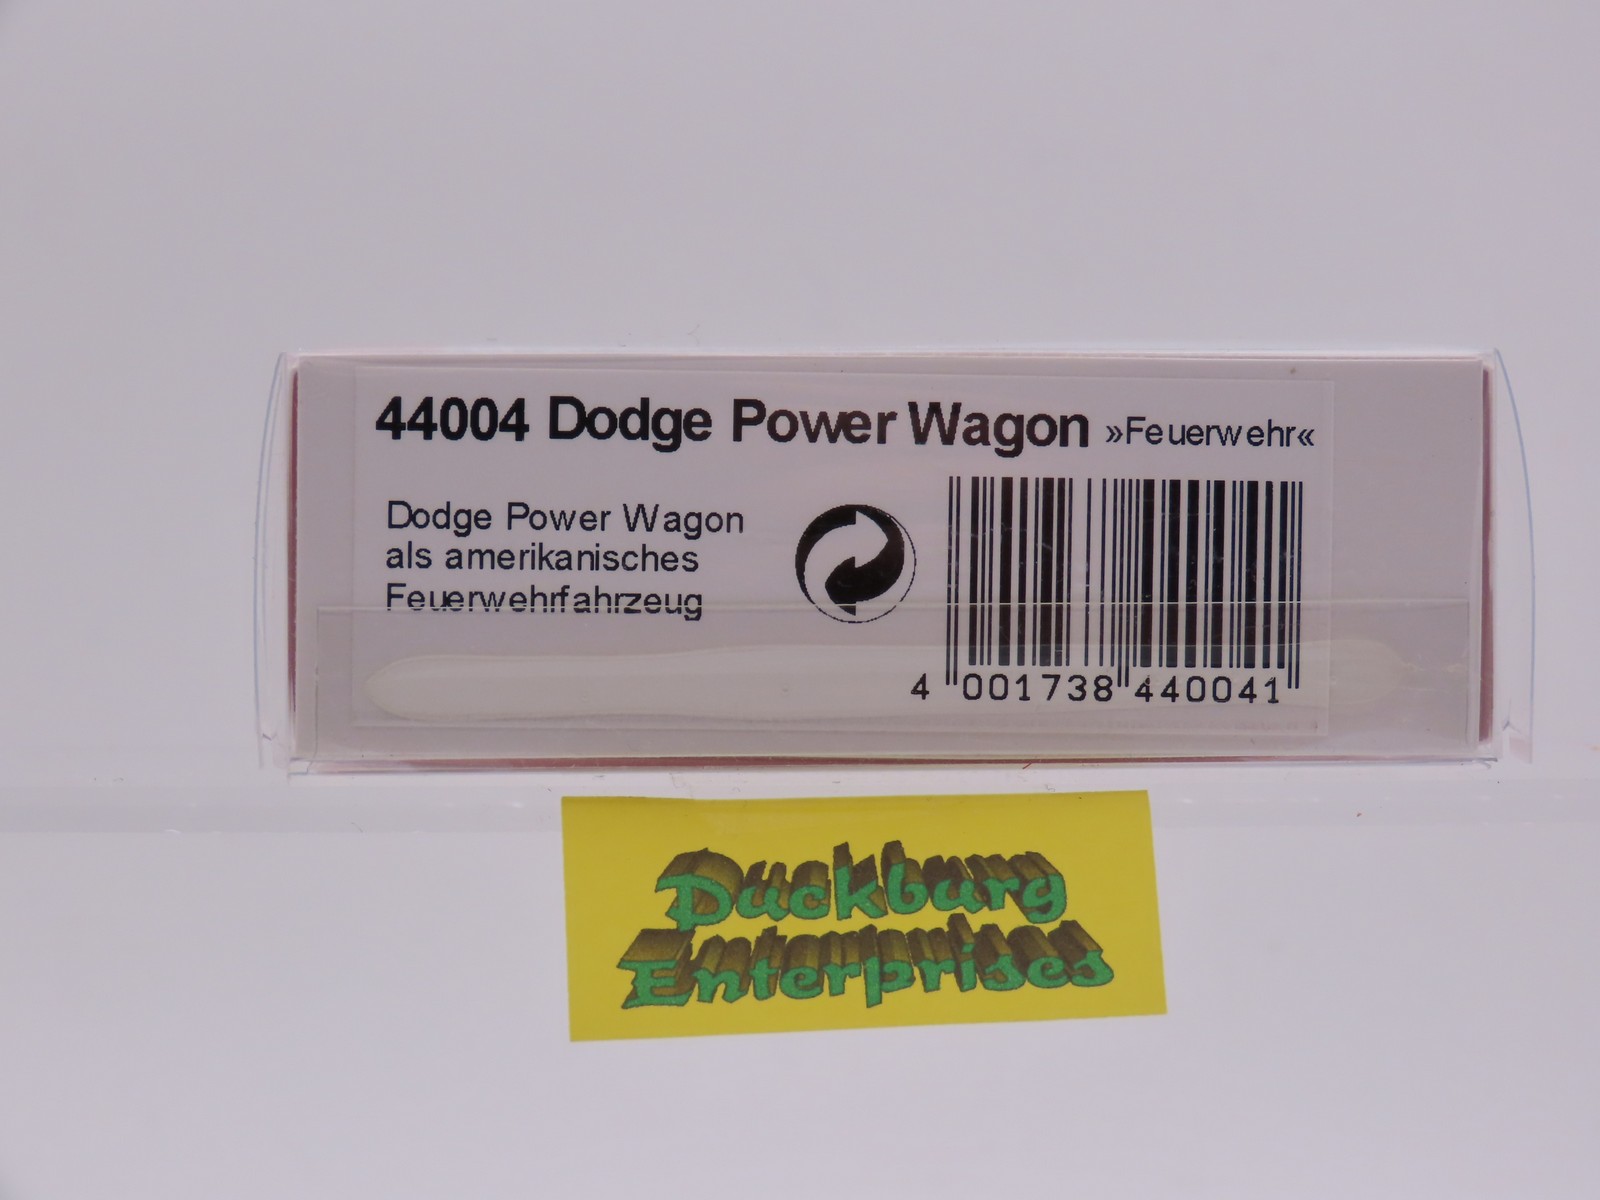 44004 Dodge Power Wagon »Feuerwehr«
Dodge Power Wagon
als amerikanisches
Feuerwehrfahrzeug
4 001738 440041
Duckburg
Enterprises